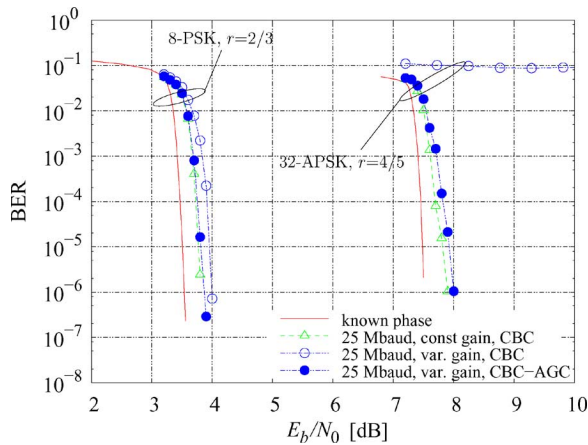 10⁻¹
10⁻²
10⁻³
10⁻⁴
10⁻⁵
10⁻⁶
10⁻⁷
10⁻⁸
10⁰
BER
8-PSK, r=2/3
32-APSK, r=4/5
known phase
25 Mbaud, const gain, CBC
25 Mbaud, var. gain, CBC
25 Mbaud, var. gain, CBC−AGC
2 3 4 5 6 7 8 9 10
E_b/N_0 [dB]